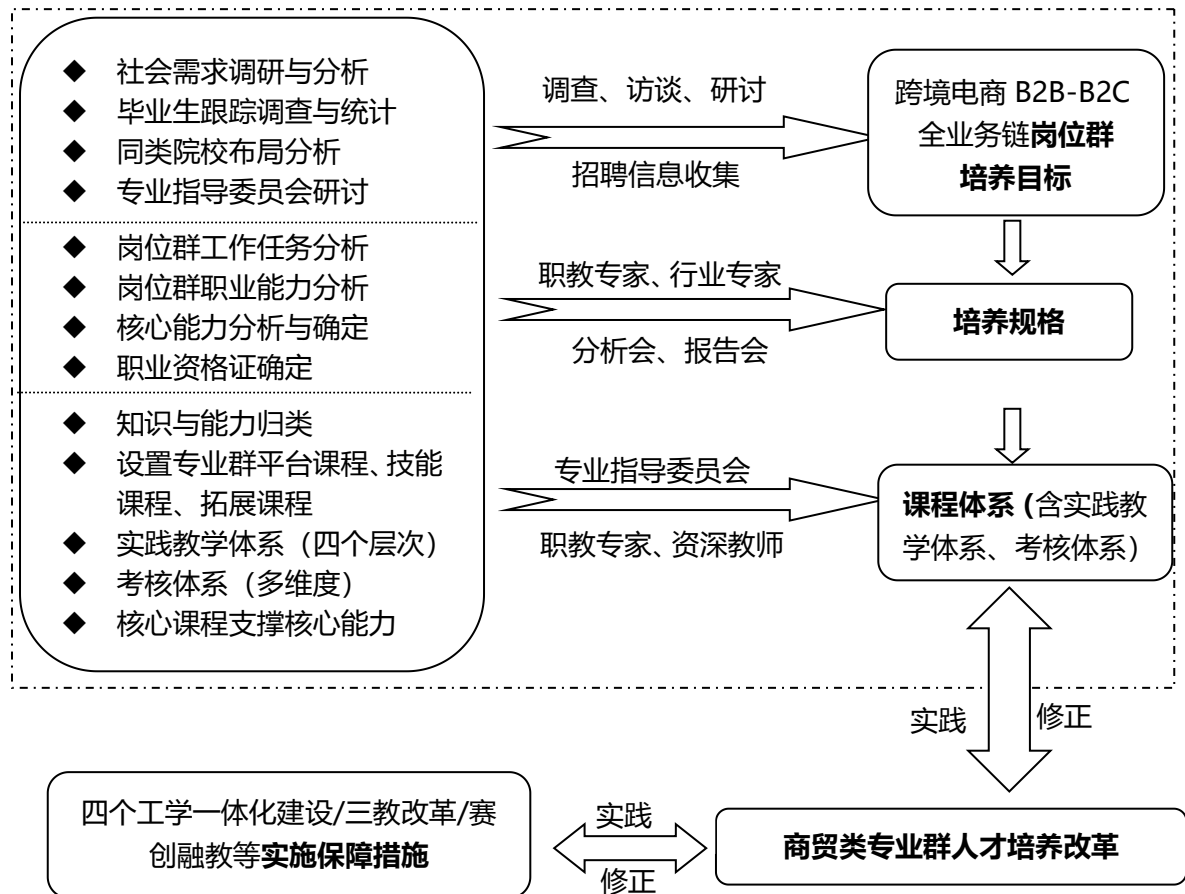 ◆ 社会需求调研与分析
◆ 毕业生跟踪调查与统计
◆ 同类院校布局分析
◆ 专业指导委员会研讨
调查、访谈、研讨
招聘信息收集
跨境电商 B2B-B2C
全业务链岗位群
培养目标
◆ 岗位群工作任务分析
◆ 岗位群职业能力分析
◆ 核心能力分析与确定
◆ 职业资格证确定
职教专家、行业专家
分析会、报告会
培养规格
◆ 知识与能力归类
◆ 设置专业群平台课程、技能
课程、拓展课程
◆ 实践教学体系（四个层次）
◆ 考核体系（多维度）
◆ 核心课程支撑核心能力
专业指导委员会
职教专家、资深教师
课程体系（含实践教
学体系、考核体系）
实践
修正
四个工学一体化建设/三教改革/赛
创融教等实施保障措施
实践
修正
商贸类专业群人才培养改革